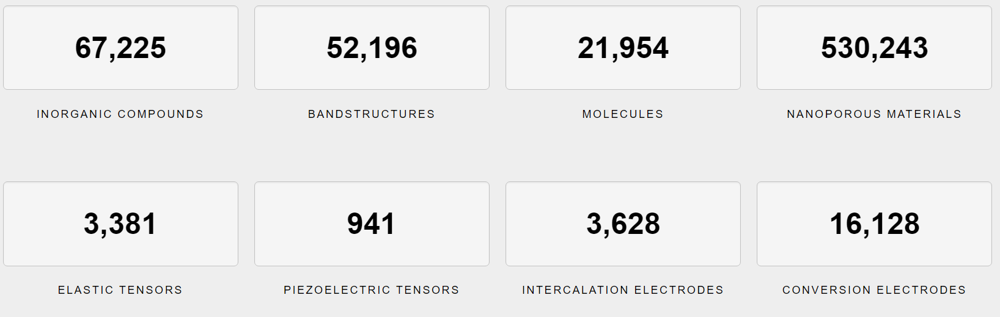 67,225
52,196
21,954
530,243
INORGANIC COMPOUNDS
BANDSTRUCTURES
MOLECULES
NANOPOROUS MATERIALS
3,381
941
3,628
16,128
ELASTIC TENSORS
PIEZOELECTRIC TENSORS
INTERCALATION ELECTRODES
CONVERSION ELECTRODES